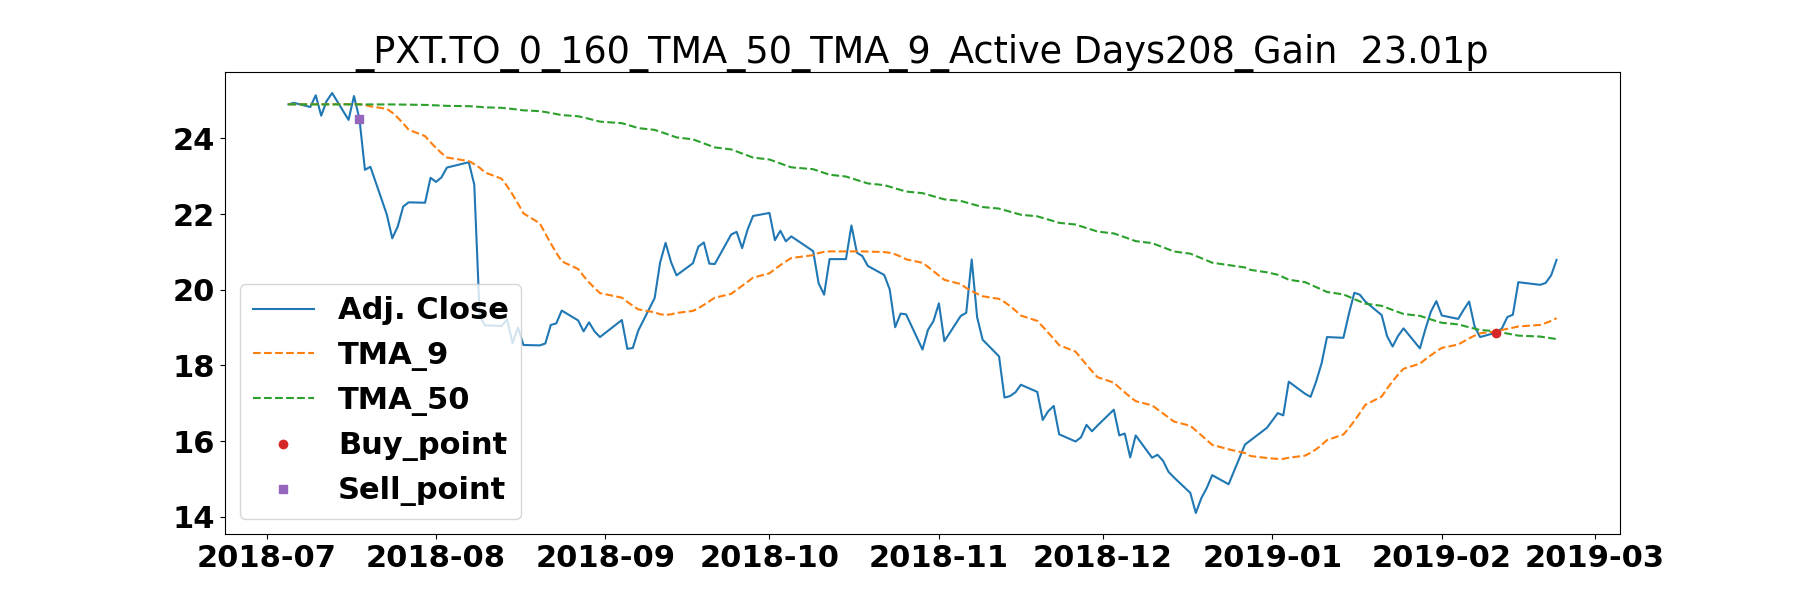 _PXT.TO_0_160_TMA_50_TMA_9_Active Days208_Gain  23.01p
24
22
20
18
16
14
Adj. Close
TMA_9
TMA_50
Buy_point
Sell_point
2018-07 2018-08 2018-09 2018-10 2018-11 2018-12 2019-01 2019-02 2019-03